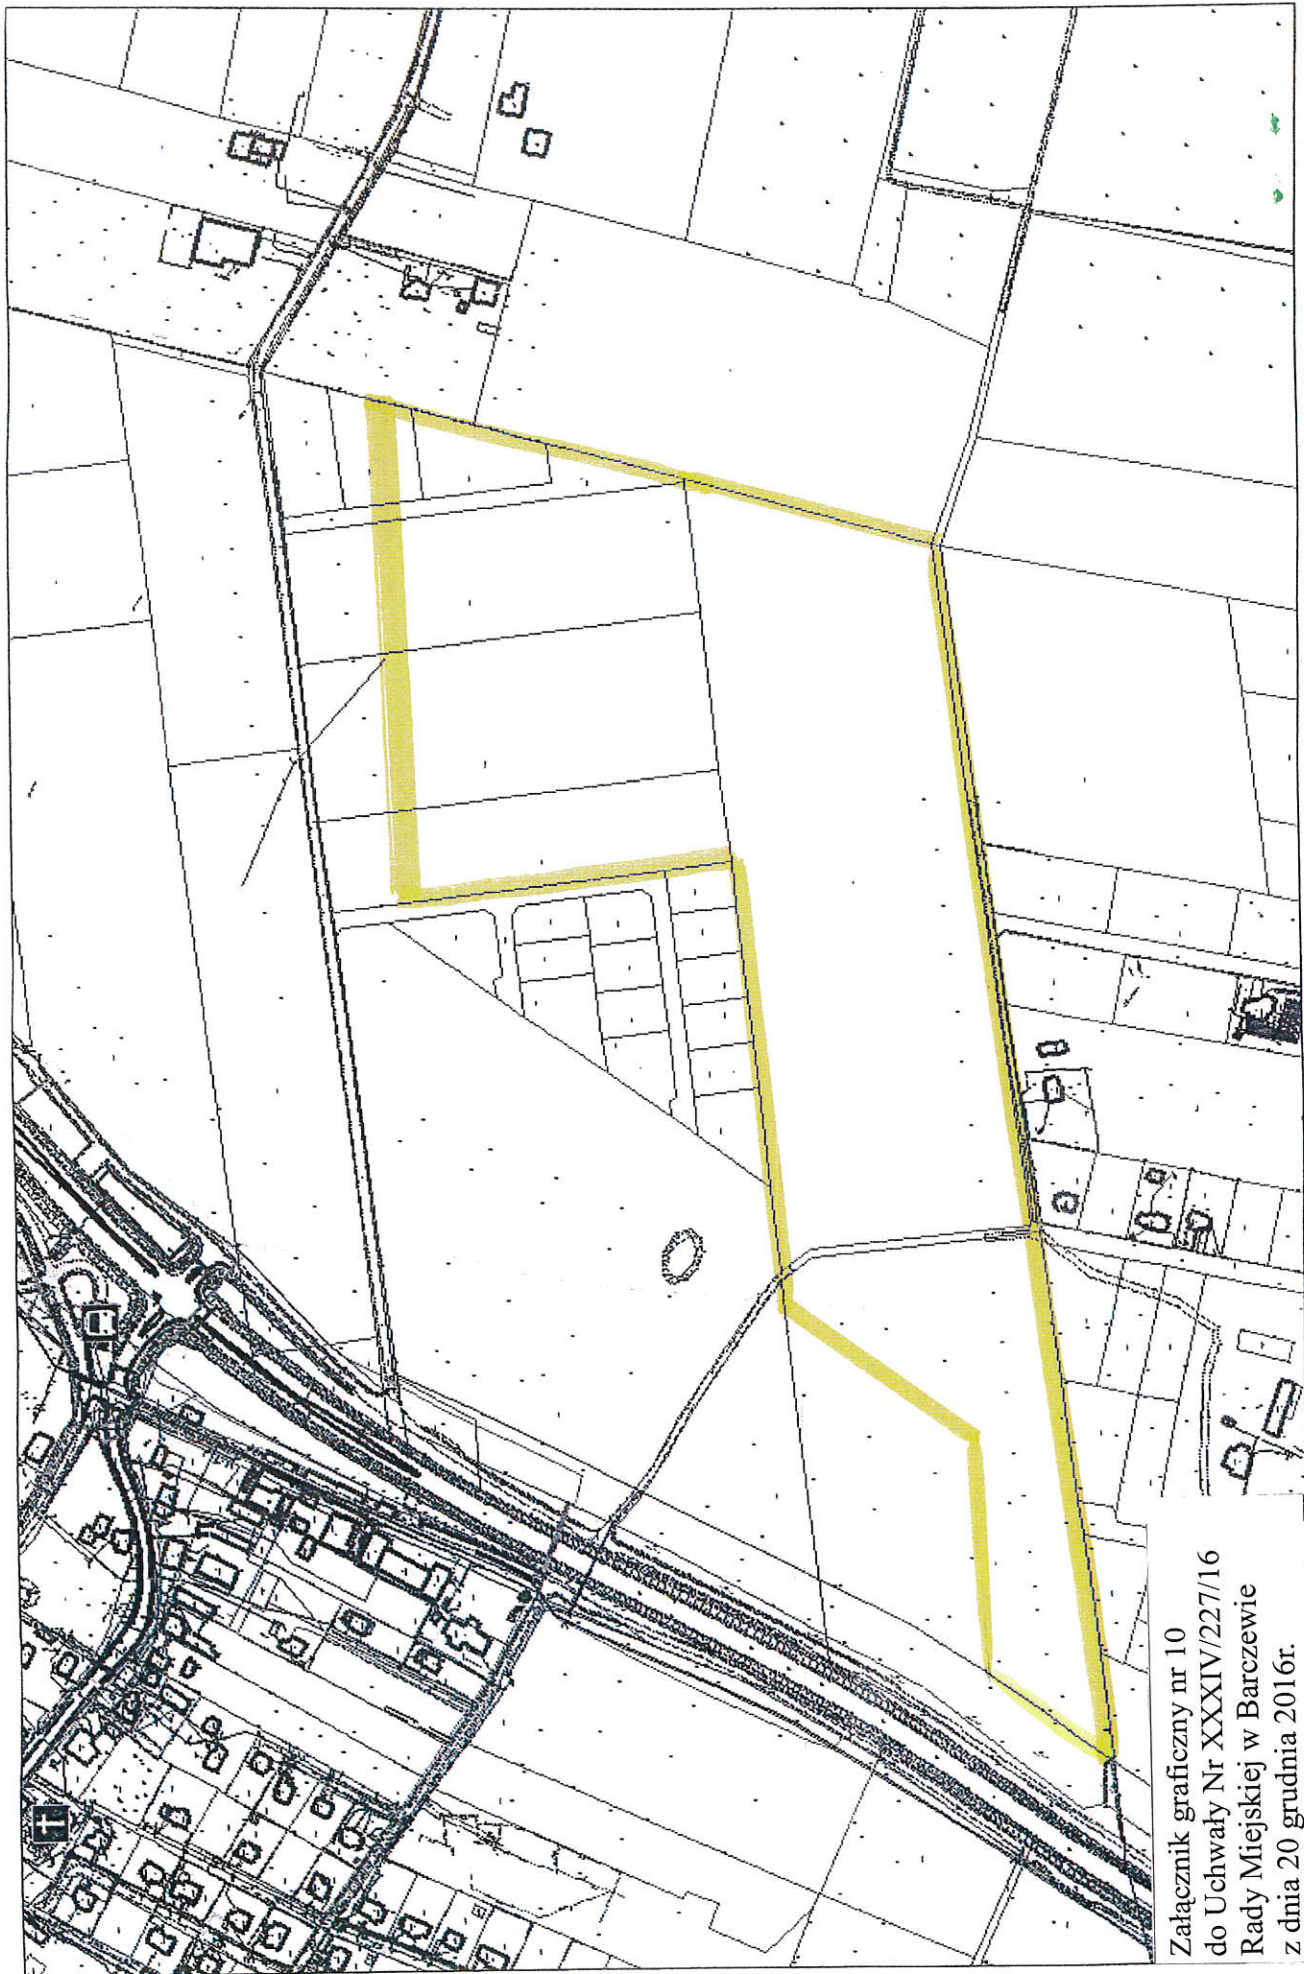 Załącznik graficzny nr 10
do Uchwały Nr XXXIV/227/16
Rady Miejskiej w Barczewie
z dnia 20 grudnia 2016r.